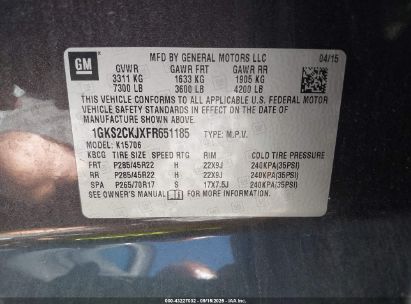 GM
MFD BY GENERAL MOTORS LLC 04/15
GVWR GAWR FRT GAWR RR
3311 KG 1633 KG 1905 KG
7300 LB 3600 LB 4200 LB
THIS VEHICLE CONFORMS TO ALL APPLICABLE U.S. FEDERAL MOTOR
VEHICLE SAFETY STANDARDS IN EFFECT ON THE DATE OF
MANUFACTURE SHOWN ABOVE.
1GKS2CKJXFR651185 TYPE: M.P.V.
MODEL: K15706
KBCG TIRE SIZE SPEED RTG RIM COLD TIRE PRESSURE
FRT P285/45R22 H 22X9J 240KPA(35PSI)
RR P285/45R22 H 22X9J 240KPA(35PSI)
SPA P265/70R17 S 17X7.5J 240KPA(35PSI)
SEE OWNER'S MANUAL FOR ADDITIONAL INFORMATION.